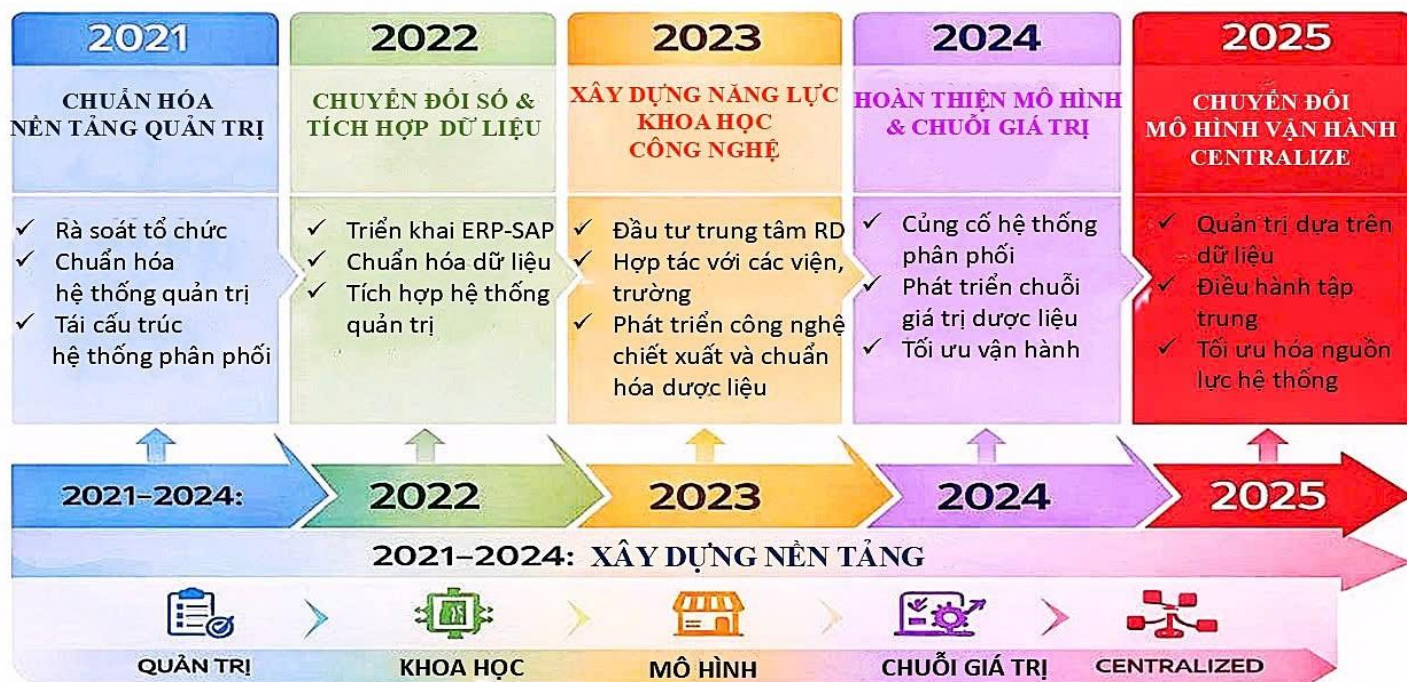 2021
CHUẨN HÓA
NỀN TẢNG QUẢN TRỊ
✓ Rà soát tổ chức
✓ Chuẩn hóa
hệ thống quản trị
✓ Tái cấu trúc
hệ thống phân phối
2022
CHUYỂN ĐỔI SỐ &
TÍCH HỢP DỮ LIỆU
✓ Triển khai ERP-SAP
✓ Chuẩn hóa dữ liệu
✓ Tích hợp hệ thống
quản trị
2023
XÂY DỰNG NĂNG LỰC
KHOA HỌC
CÔNG NGHỆ
✓ Đầu tư trung tâm RD
✓ Hợp tác với các viện,
trường
✓ Phát triển công nghệ
chiết xuất và chuẩn
hóa dược liệu
2024
HOÀN THIỆN MÔ HÌNH
& CHUỖI GIÁ TRỊ
✓ Củng cố hệ thống
phân phối
✓ Phát triển chuỗi
giá trị dược liệu
✓ Tối ưu vận hành
2025
CHUYỂN ĐỔI
MÔ HÌNH VẬN HÀNH
CENTRALIZE
✓ Quản trị dựa trên
dữ liệu
✓ Điều hành tập
trung
✓ Tối ưu hóa nguồn
lực hệ thống
2021–2024:
2022
2023
2024
2025
2021–2024: XÂY DỰNG NỀN TẢNG
QUẢN TRỊ
KHOA HỌC
MÔ HÌNH
CHUỖI GIÁ TRỊ
CENTRALIZED